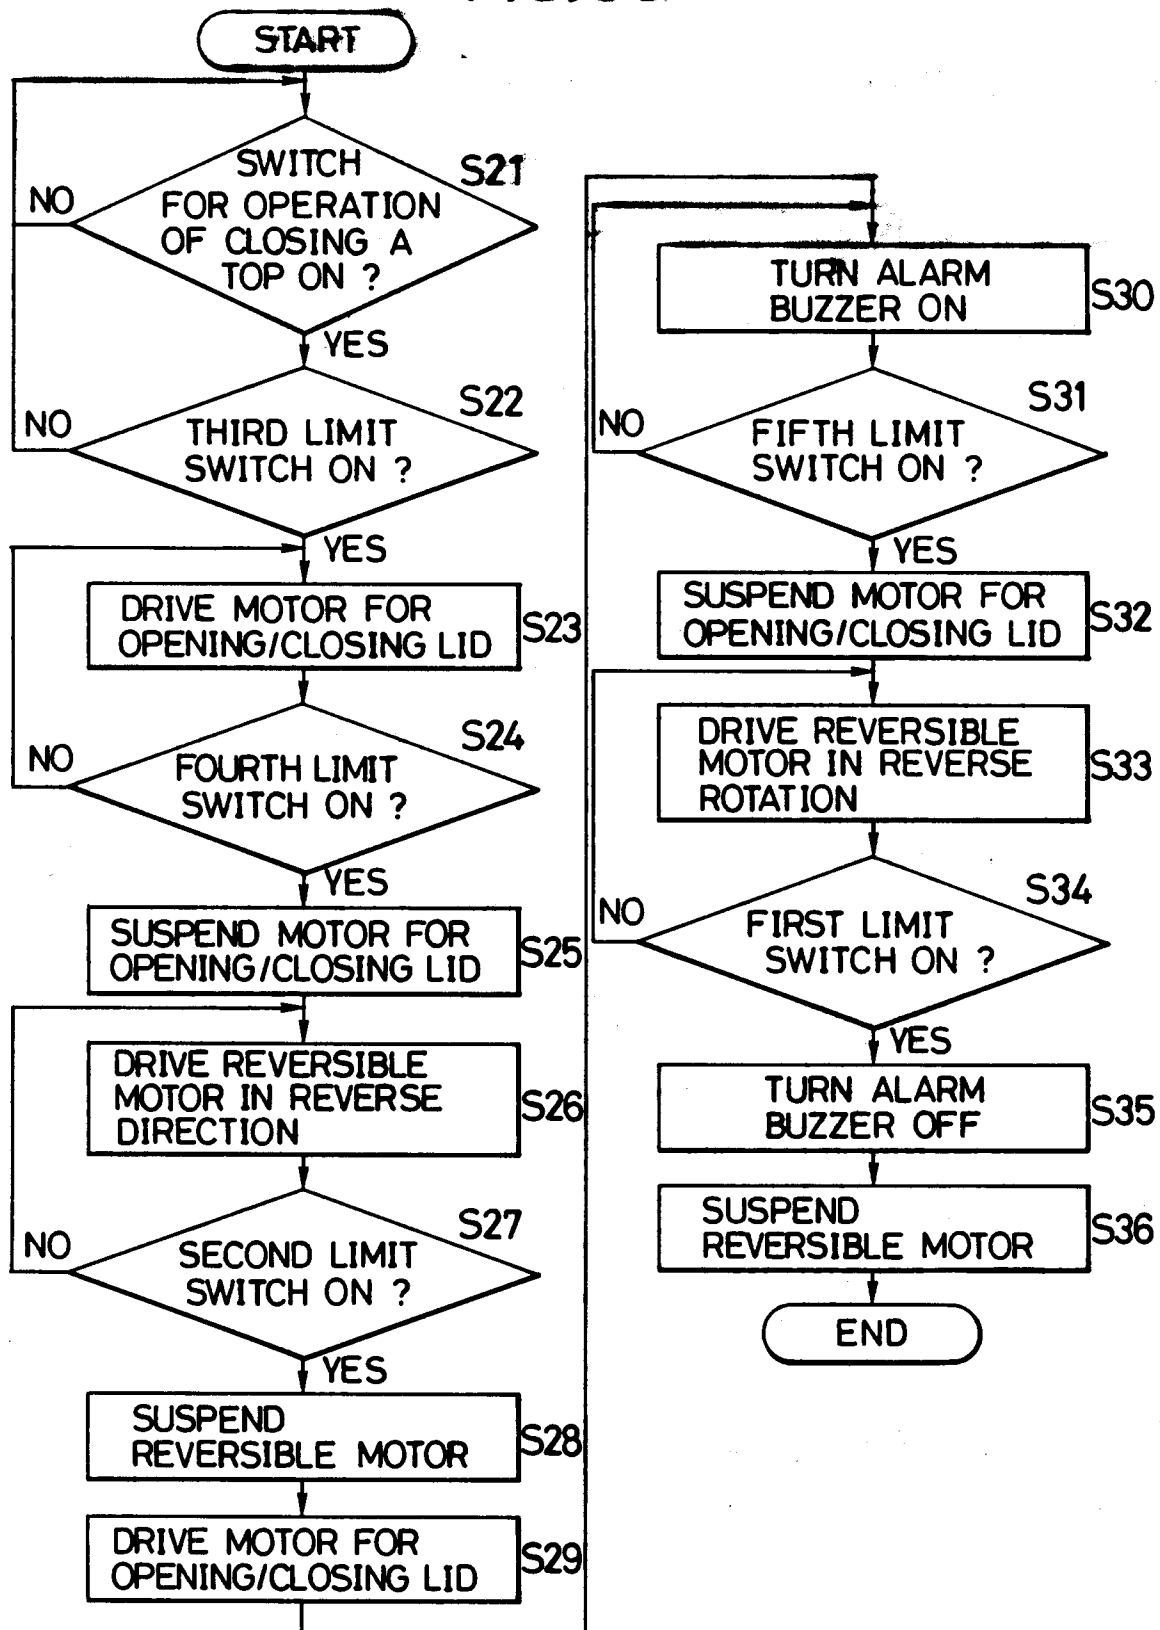 START
SWITCH
FOR OPERATION
OF CLOSING A
TOP ON ?
S21
NO
YES
THIRD LIMIT
SWITCH ON ?
S22
NO
YES
DRIVE MOTOR FOR
OPENING/CLOSING LID
S23
FOURTH LIMIT
SWITCH ON ?
S24
NO
YES
SUSPEND MOTOR FOR
OPENING/CLOSING LID
S25
DRIVE REVERSIBLE
MOTOR IN REVERSE
DIRECTION
S26
SECOND LIMIT
SWITCH ON ?
S27
NO
YES
SUSPEND
REVERSIBLE MOTOR
S28
DRIVE MOTOR FOR
OPENING/CLOSING LID
S29
TURN ALARM
BUZZER ON
S30
FIFTH LIMIT
SWITCH ON ?
S31
NO
YES
SUSPEND MOTOR FOR
OPENING/CLOSING LID
S32
DRIVE REVERSIBLE
MOTOR IN REVERSE
ROTATION
S33
FIRST LIMIT
SWITCH ON ?
S34
NO
YES
TURN ALARM
BUZZER OFF
S35
SUSPEND
REVERSIBLE MOTOR
S36
END